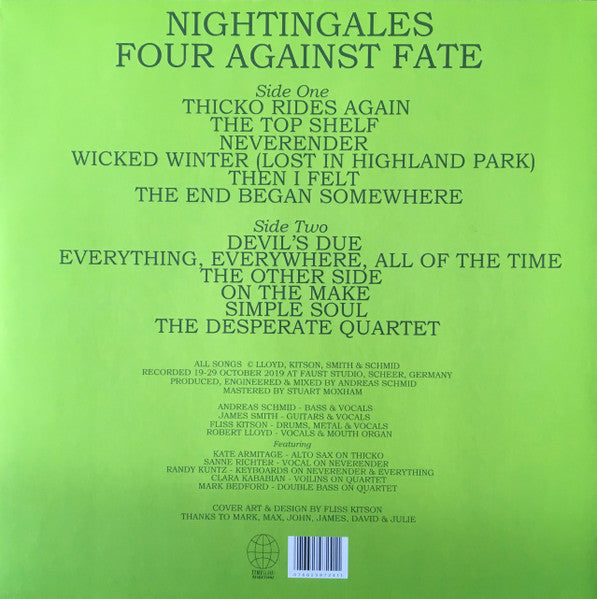 NIGHTINGALES
FOUR AGAINST FATE
Side One
THICKO RIDES AGAIN
THE TOP SHELF
NEVERENDER
WICKED WINTER (LOST IN HIGHLAND PARK)
THEN I FELT
THE END BEGAN SOMEWHERE
Side Two
DEVIL'S DUE
EVERYTHING, EVERYWHERE, ALL OF THE TIME
THE OTHER SIDE
ON THE MAKE
SIMPLE SOUL
THE DESPERATE QUARTET
ALL SONGS © LLOYD, KITSON, SMITH & SCHMID
RECORDED 19-29 OCTOBER 2019 AT FAUST STUDIO, SCHEER, GERMANY
PRODUCED, ENGINEERED & MIXED BY ANDREAS SCHMID
MASTERED BY STUART MOXHAM
ANDREAS SCHMID - BASS & VOCALS
JAMES SMITH - GUITARS & VOCALS
FLISS KITSON - DRUMS, METAL & VOCALS
ROBERT LLOYD - VOCALS & MOUTH ORGAN
Featuring
KATE ARMITAGE - ALTO SAX ON THICKO
SANNE RICHTER - VOCAL ON NEVERENDER
RANDY KUNTZ - KEYBOARDS ON NEVERENDER & EVERYTHING
CLARA KABABIAN - VOILINS ON QUARTET
MARK BEDFORD - DOUBLE BASS ON QUARTET
COVER ART & DESIGN BY FLISS KITSON
THANKS TO MARK, MAX, JOHN, JAMES, DAVID & JULIE